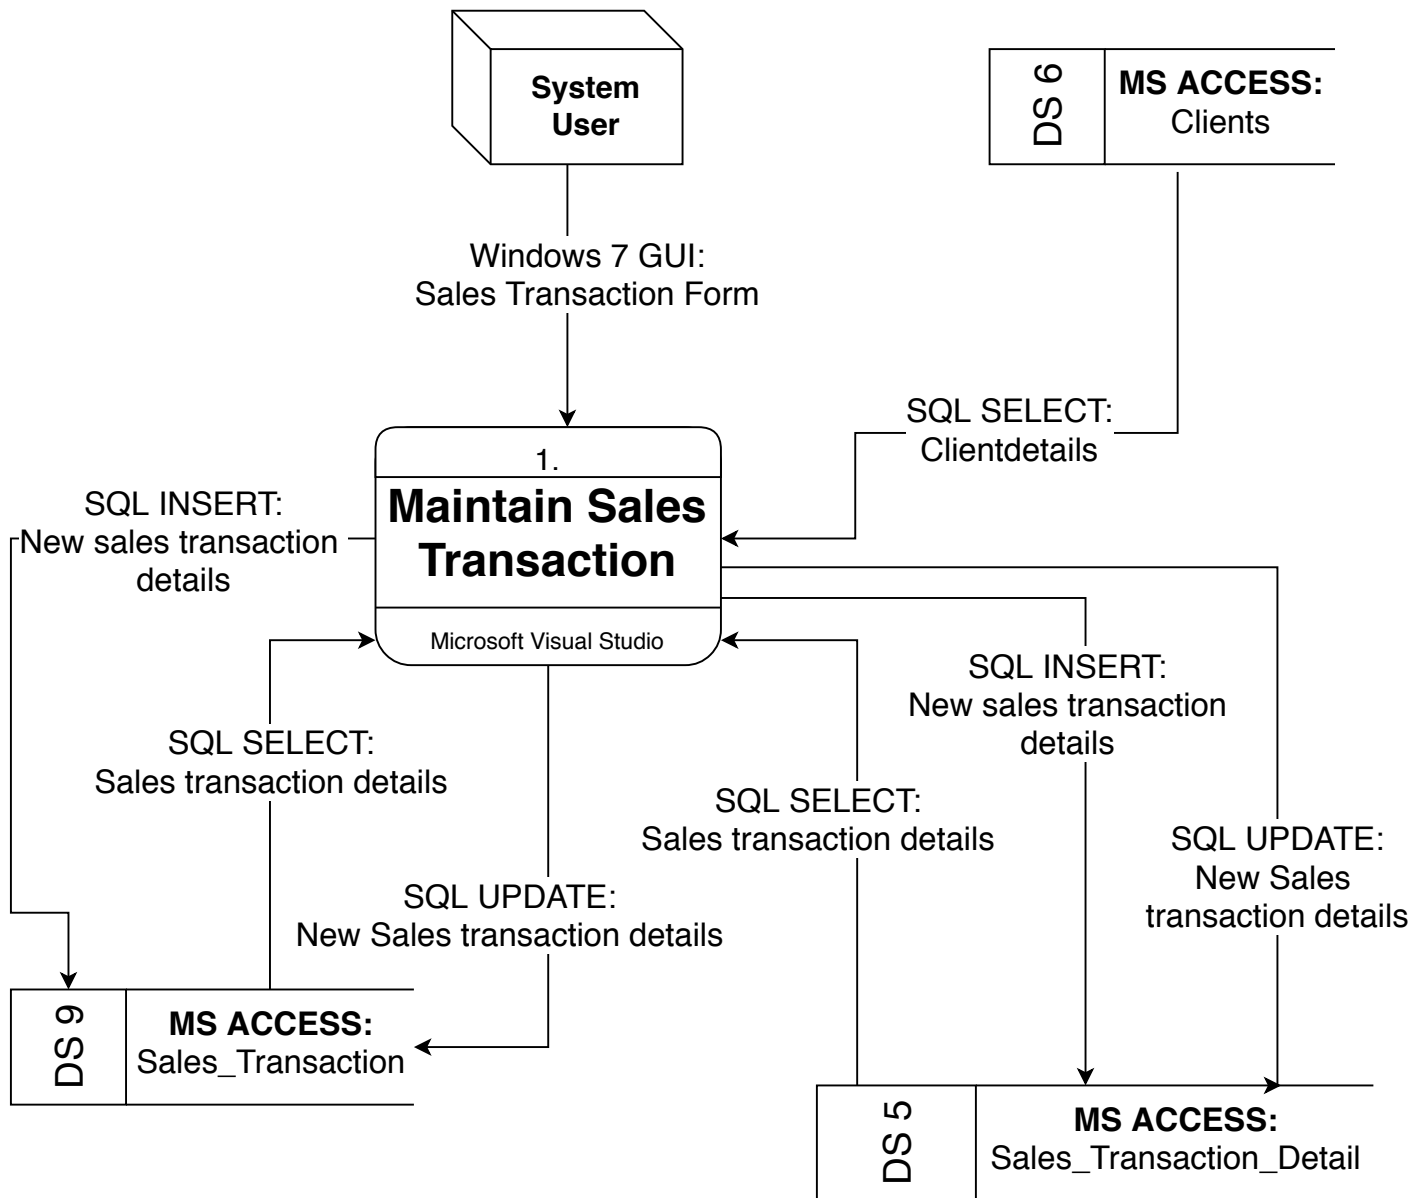 System
User
DS 6
MS ACCESS:
Clients
Windows 7 GUI:
Sales Transaction Form
SQL SELECT:
Clientdetails
1.
Maintain Sales
Transaction
Microsoft Visual Studio
SQL INSERT:
New sales transaction
details
SQL SELECT:
Sales transaction details
SQL UPDATE:
New Sales transaction details
SQL SELECT:
Sales transaction details
SQL INSERT:
New sales transaction
details
SQL UPDATE:
New Sales
transaction details
DS 9
MS ACCESS:
Sales_Transaction
DS 5
MS ACCESS:
Sales_Transaction_Detail